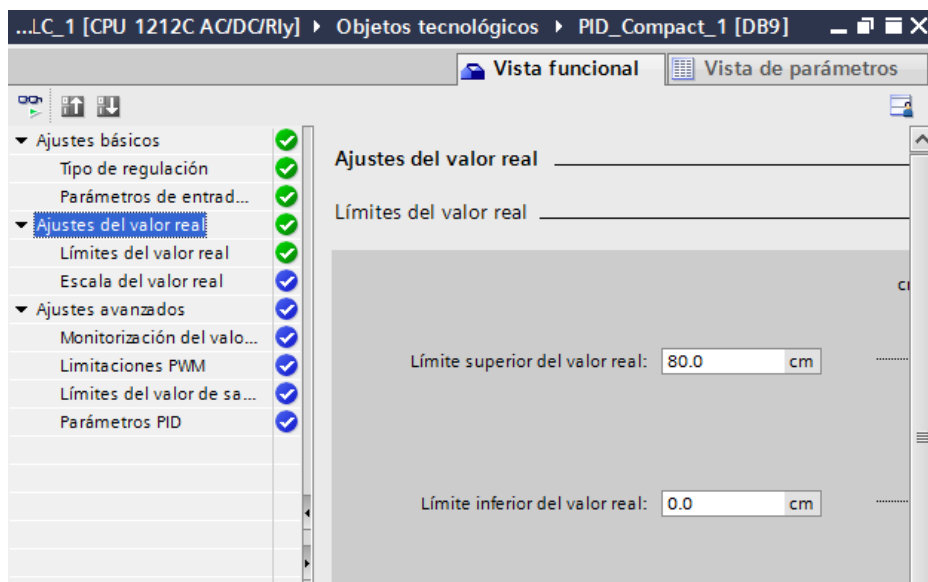 ...LC_1 [CPU 1212C AC/DC/Rly] ▸ Objetos tecnológicos ▸ PID_Compact_1 [DB9]
Vista funcional
Vista de parámetros
Ajustes básicos
Tipo de regulación
Parámetros de entrad...
Ajustes del valor real
Límites del valor real
Escala del valor real
Ajustes avanzados
Monitorización del valo...
Limitaciones PWM
Límites del valor de sa...
Parámetros PID
Ajustes del valor real
Límites del valor real
Límite superior del valor real: 80.0 cm
Límite inferior del valor real: 0.0 cm